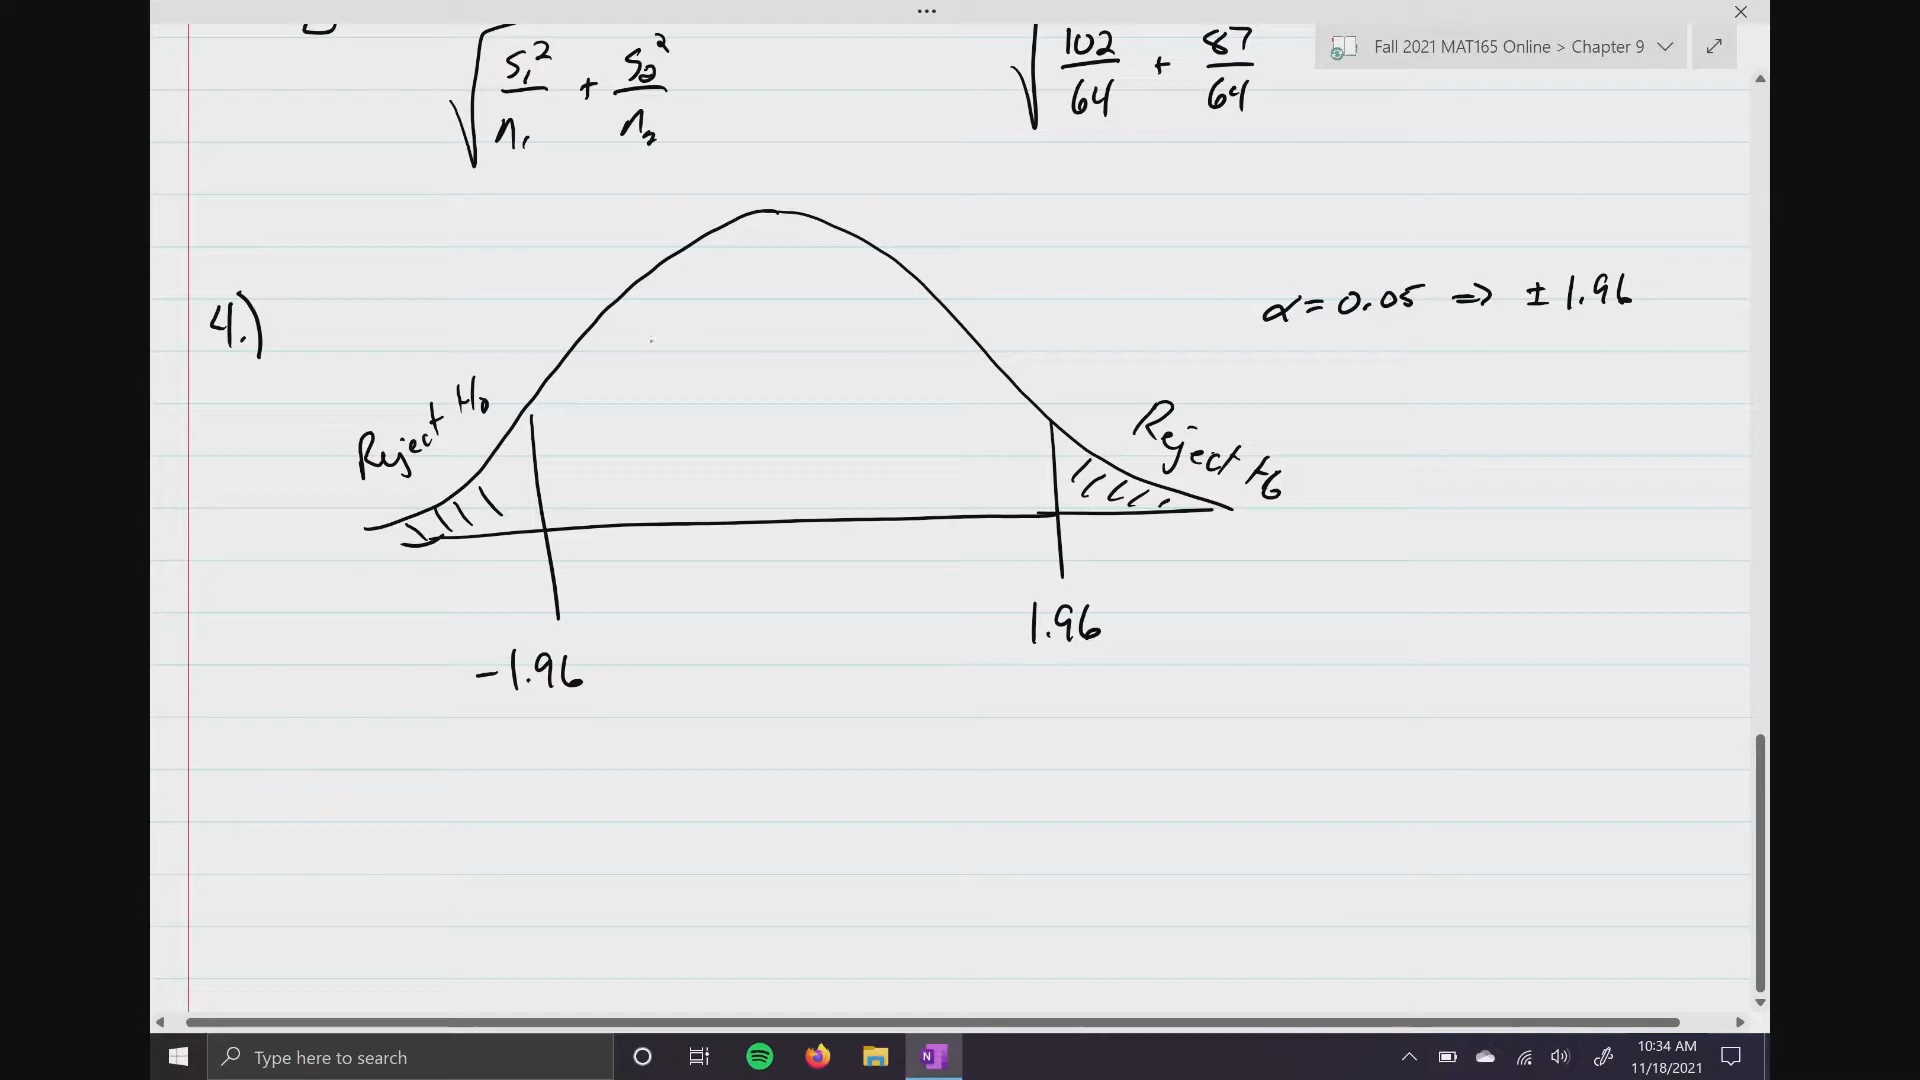 Fall 2021 MAT165 Online > Chapter 9
√ s₁²/n₁ + s₂²/n₂
√ 102/64 + 87/64
4.)
α = 0.05 => ± 1.96
Reject H₀
Reject H₀
-1.96
1.96
Type here to search
10:34 AM
11/18/2021